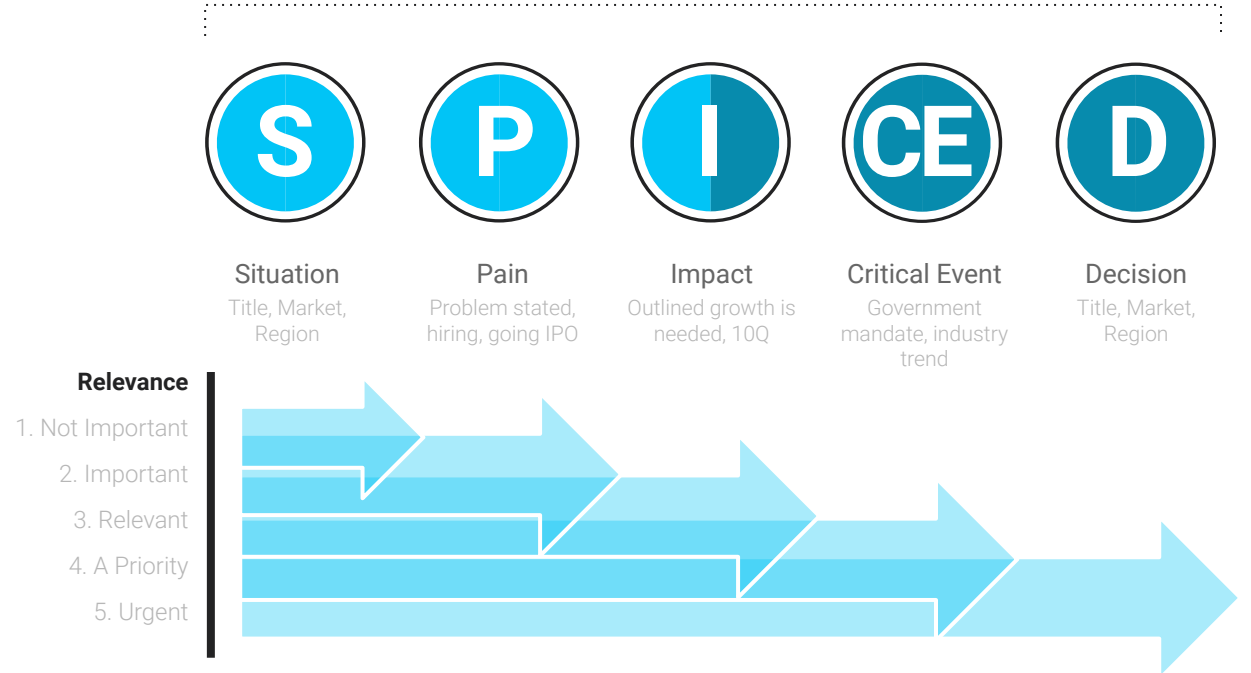 S
P
I
CE
D
Situation
Title, Market,
Region
Pain
Problem stated,
hiring, going IPO
Impact
Outlined growth is
needed, 10Q
Critical Event
Government
mandate, industry
trend
Decision
Title, Market,
Region
Relevance
1. Not Important
2. Important
3. Relevant
4. A Priority
5. Urgent